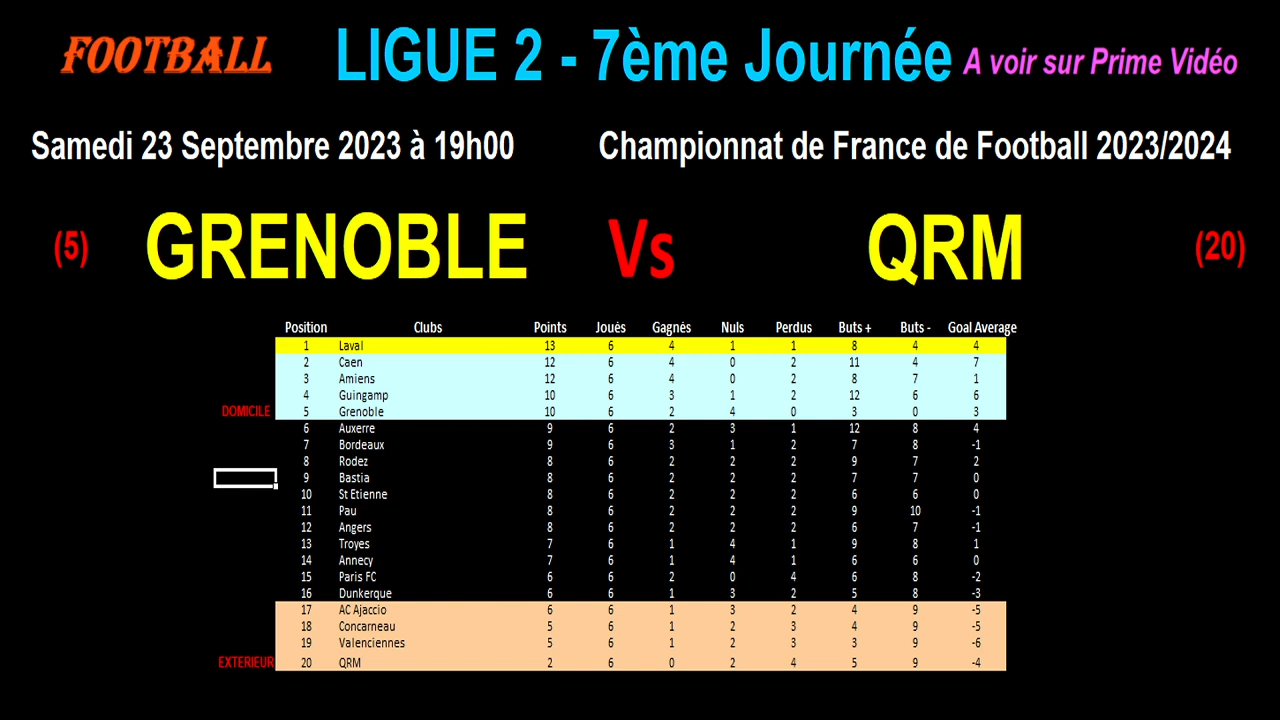 FOOTBALL LIGUE 2 - 7ème Journée A voir sur Prime Vidéo
Samedi 23 Septembre 2023 à 19h00 Championnat de France de Football 2023/2024
(5) GRENOBLE Vs QRM (20)
Position Clubs Points Joués Gagnés Nuls Perdus Buts + Buts - Goal Average
1 Laval 13 6 4 1 1 8 4 4
2 Caen 12 6 4 0 2 11 4 7
3 Amiens 12 6 4 0 2 8 7 1
4 Guingamp 10 6 3 1 2 12 6 6
DOMICILE 5 Grenoble 10 6 2 4 0 3 0 3
6 Auxerre 9 6 2 3 1 12 8 4
7 Bordeaux 9 6 3 1 2 7 8 -1
8 Rodez 8 6 2 2 2 9 7 2
9 Bastia 8 6 2 2 2 7 7 0
10 St Etienne 8 6 2 2 2 6 6 0
11 Pau 8 6 2 2 2 9 10 -1
12 Angers 8 6 2 2 2 6 7 -1
13 Troyes 7 6 1 4 1 9 8 1
14 Annecy 7 6 1 4 1 6 6 0
15 Paris FC 6 6 2 0 4 6 8 -2
16 Dunkerque 6 6 1 3 2 5 8 -3
17 AC Ajaccio 6 6 1 3 2 4 9 -5
18 Concarneau 5 6 1 2 3 4 9 -5
19 Valenciennes 5 6 1 2 3 3 9 -6
EXTERIEUR 20 QRM 2 6 0 2 4 5 9 -4